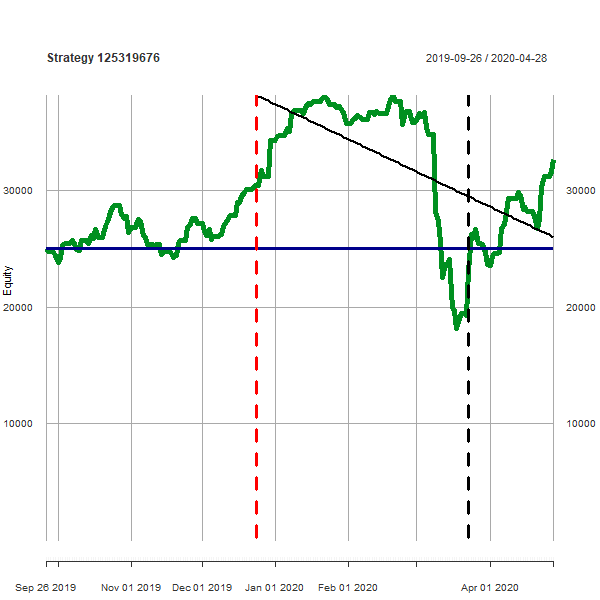 Strategy 125319676
2019-09-26 / 2020-04-28
30000 30000
Equity
20000 20000
10000 10000
Sep 26 2019 Nov 01 2019 Dec 01 2019 Jan 01 2020 Feb 01 2020 Apr 01 2020